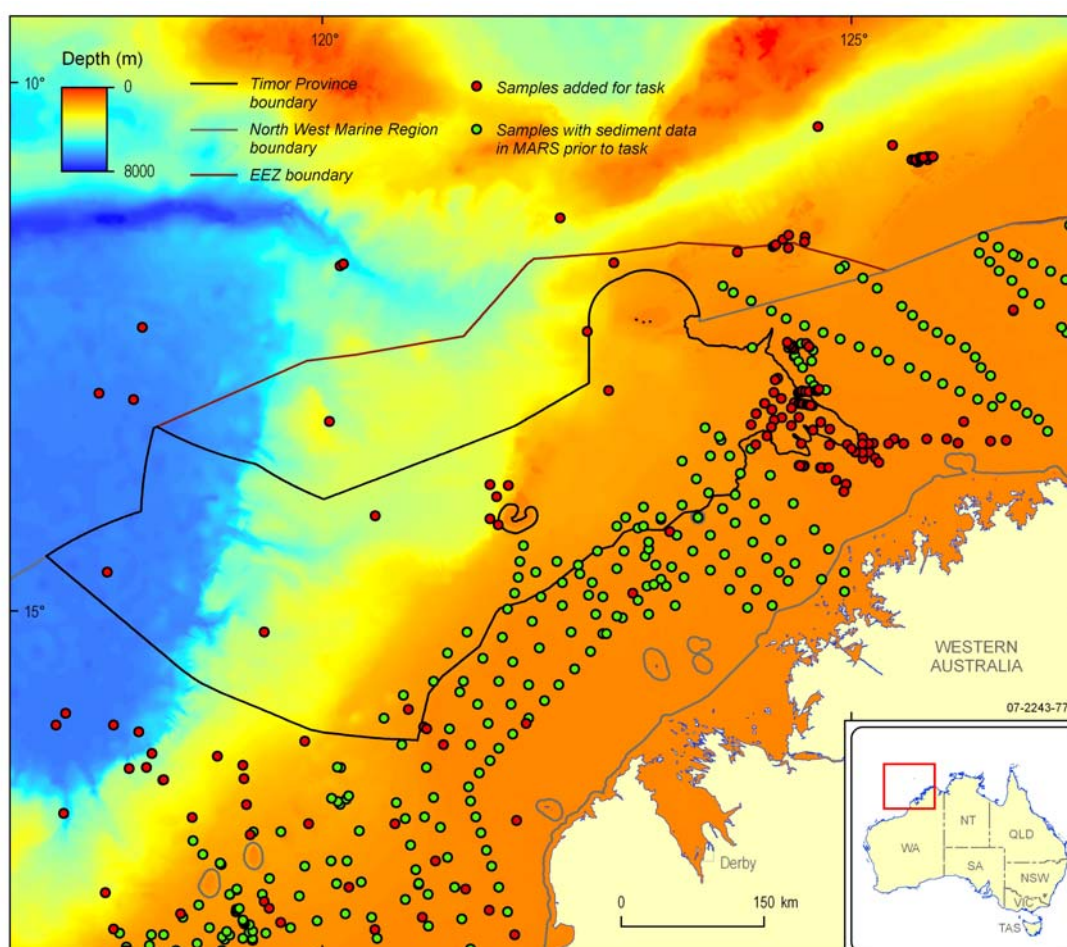 120°
125°
10°
15°
Depth (m)
0
8000
Timor Province
boundary
North West Marine Region
boundary
EEZ boundary
Samples added for task
Samples with sediment data
in MARS prior to task
WESTERN
AUSTRALIA
07-2243-77
Derby
0
150 km
WA
NT
SA
QLD
NSW
VIC
TAS